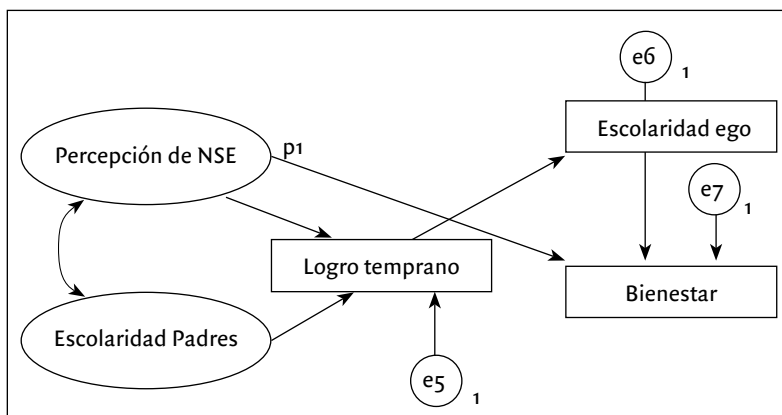 e6
1
Escolaridad ego
Percepción de NSE
p1
e7
1
Logro temprano
Bienestar
Escolaridad Padres
e5
1